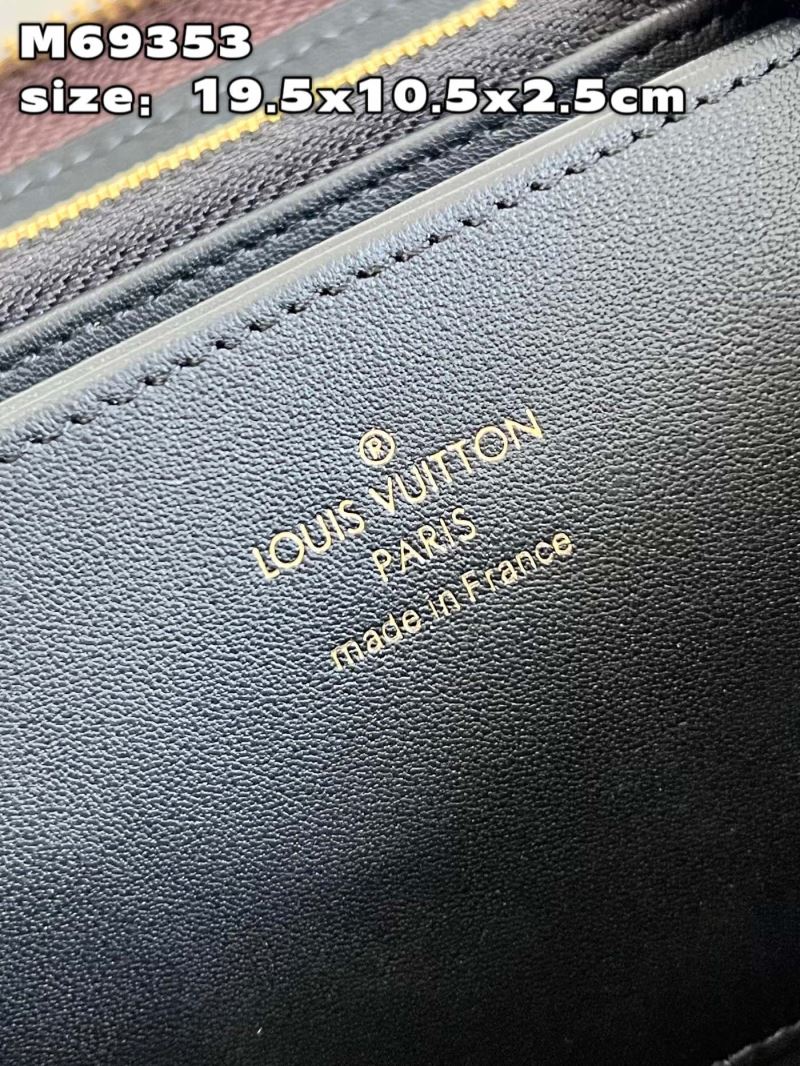 M69353
size：19.5x10.5x2.5cm
®
LOUIS VUITTON
PARIS
made in France